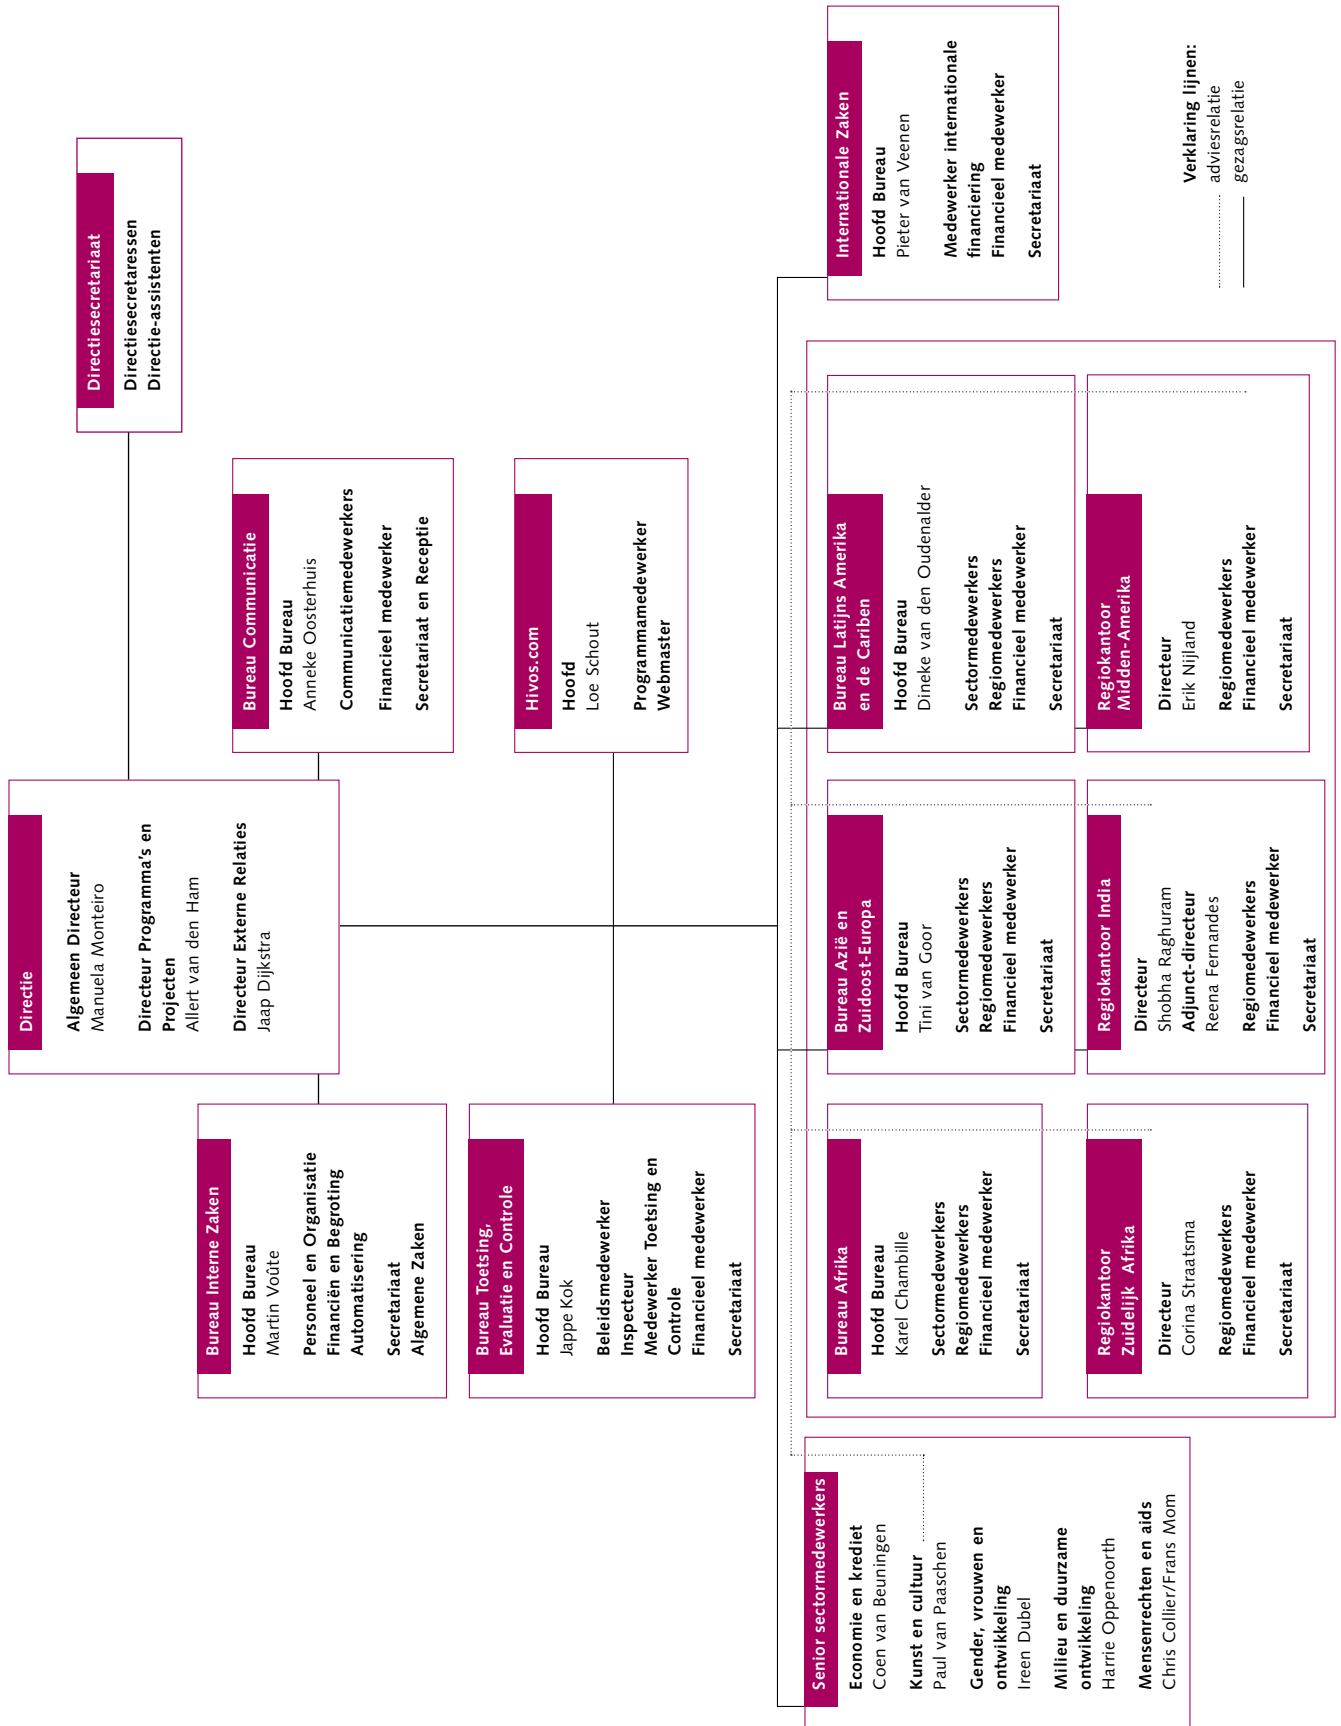 Directie
Algemeen Directeur
Manuela Monteiro
Directeur Programma's en
Projecten
Allert van den Ham
Directeur Externe Relaties
Jaap Dijkstra
Directiesecretariaat
Directiesecretaressen
Directie-assistenten
Bureau Interne Zaken
Hoofd Bureau
Martin Voûte
Personeel en Organisatie
Financiën en Begroting
Automatisering
Secretariaat
Algemene Zaken
Bureau Communicatie
Hoofd Bureau
Anneke Oosterhuis
Communicatiemedewerkers
Financieel medewerker
Secretariaat en Receptie
Bureau Toetsing,
Evaluatie en Controle
Hoofd Bureau
Jappe Kok
Beleidsmedewerker
Inspecteur
Medewerker Toetsing en
Controle
Financieel medewerker
Secretariaat
Hivos.com
Hoofd
Loe Schout
Programmamedewerker
Webmaster
Senior sectormedewerkers
Economie en krediet
Coen van Beuningen
Kunst en cultuur
Paul van Paaschen
Gender, vrouwen en
ontwikkeling
Ireen Dubel
Milieu en duurzame
ontwikkeling
Harrie Oppenoorth
Mensenrechten en aids
Chris Collier/Frans Mom
Bureau Afrika
Hoofd Bureau
Karel Chambille
Sectormedewerkers
Regiomedewerkers
Financieel medewerker
Secretariaat
Bureau Azië en
Zuidoost-Europa
Hoofd Bureau
Tini van Goor
Sectormedewerkers
Regiomedewerkers
Financieel medewerker
Secretariaat
Bureau Latijns Amerika
en de Cariben
Hoofd Bureau
Dineke van den Oudenalder
Sectormedewerkers
Regiomedewerkers
Financieel medewerker
Secretariaat
Internationale Zaken
Hoofd Bureau
Pieter van Veenen
Medewerker internationale
financiering
Financieel medewerker
Secretariaat
Regiokantoor
Zuidelijk Afrika
Directeur
Corina Straatsma
Regiomedewerkers
Financieel medewerker
Secretariaat
Regiokantoor India
Directeur
Shobha Raghuram
Adjunct-directeur
Reena Fernandes
Regiomedewerkers
Financieel medewerker
Secretariaat
Regiokantoor
Midden-Amerika
Directeur
Erik Nijland
Regiomedewerkers
Financieel medewerker
Secretariaat
Verklaring lijnen:
adviesrelatie
gezagsrelatie